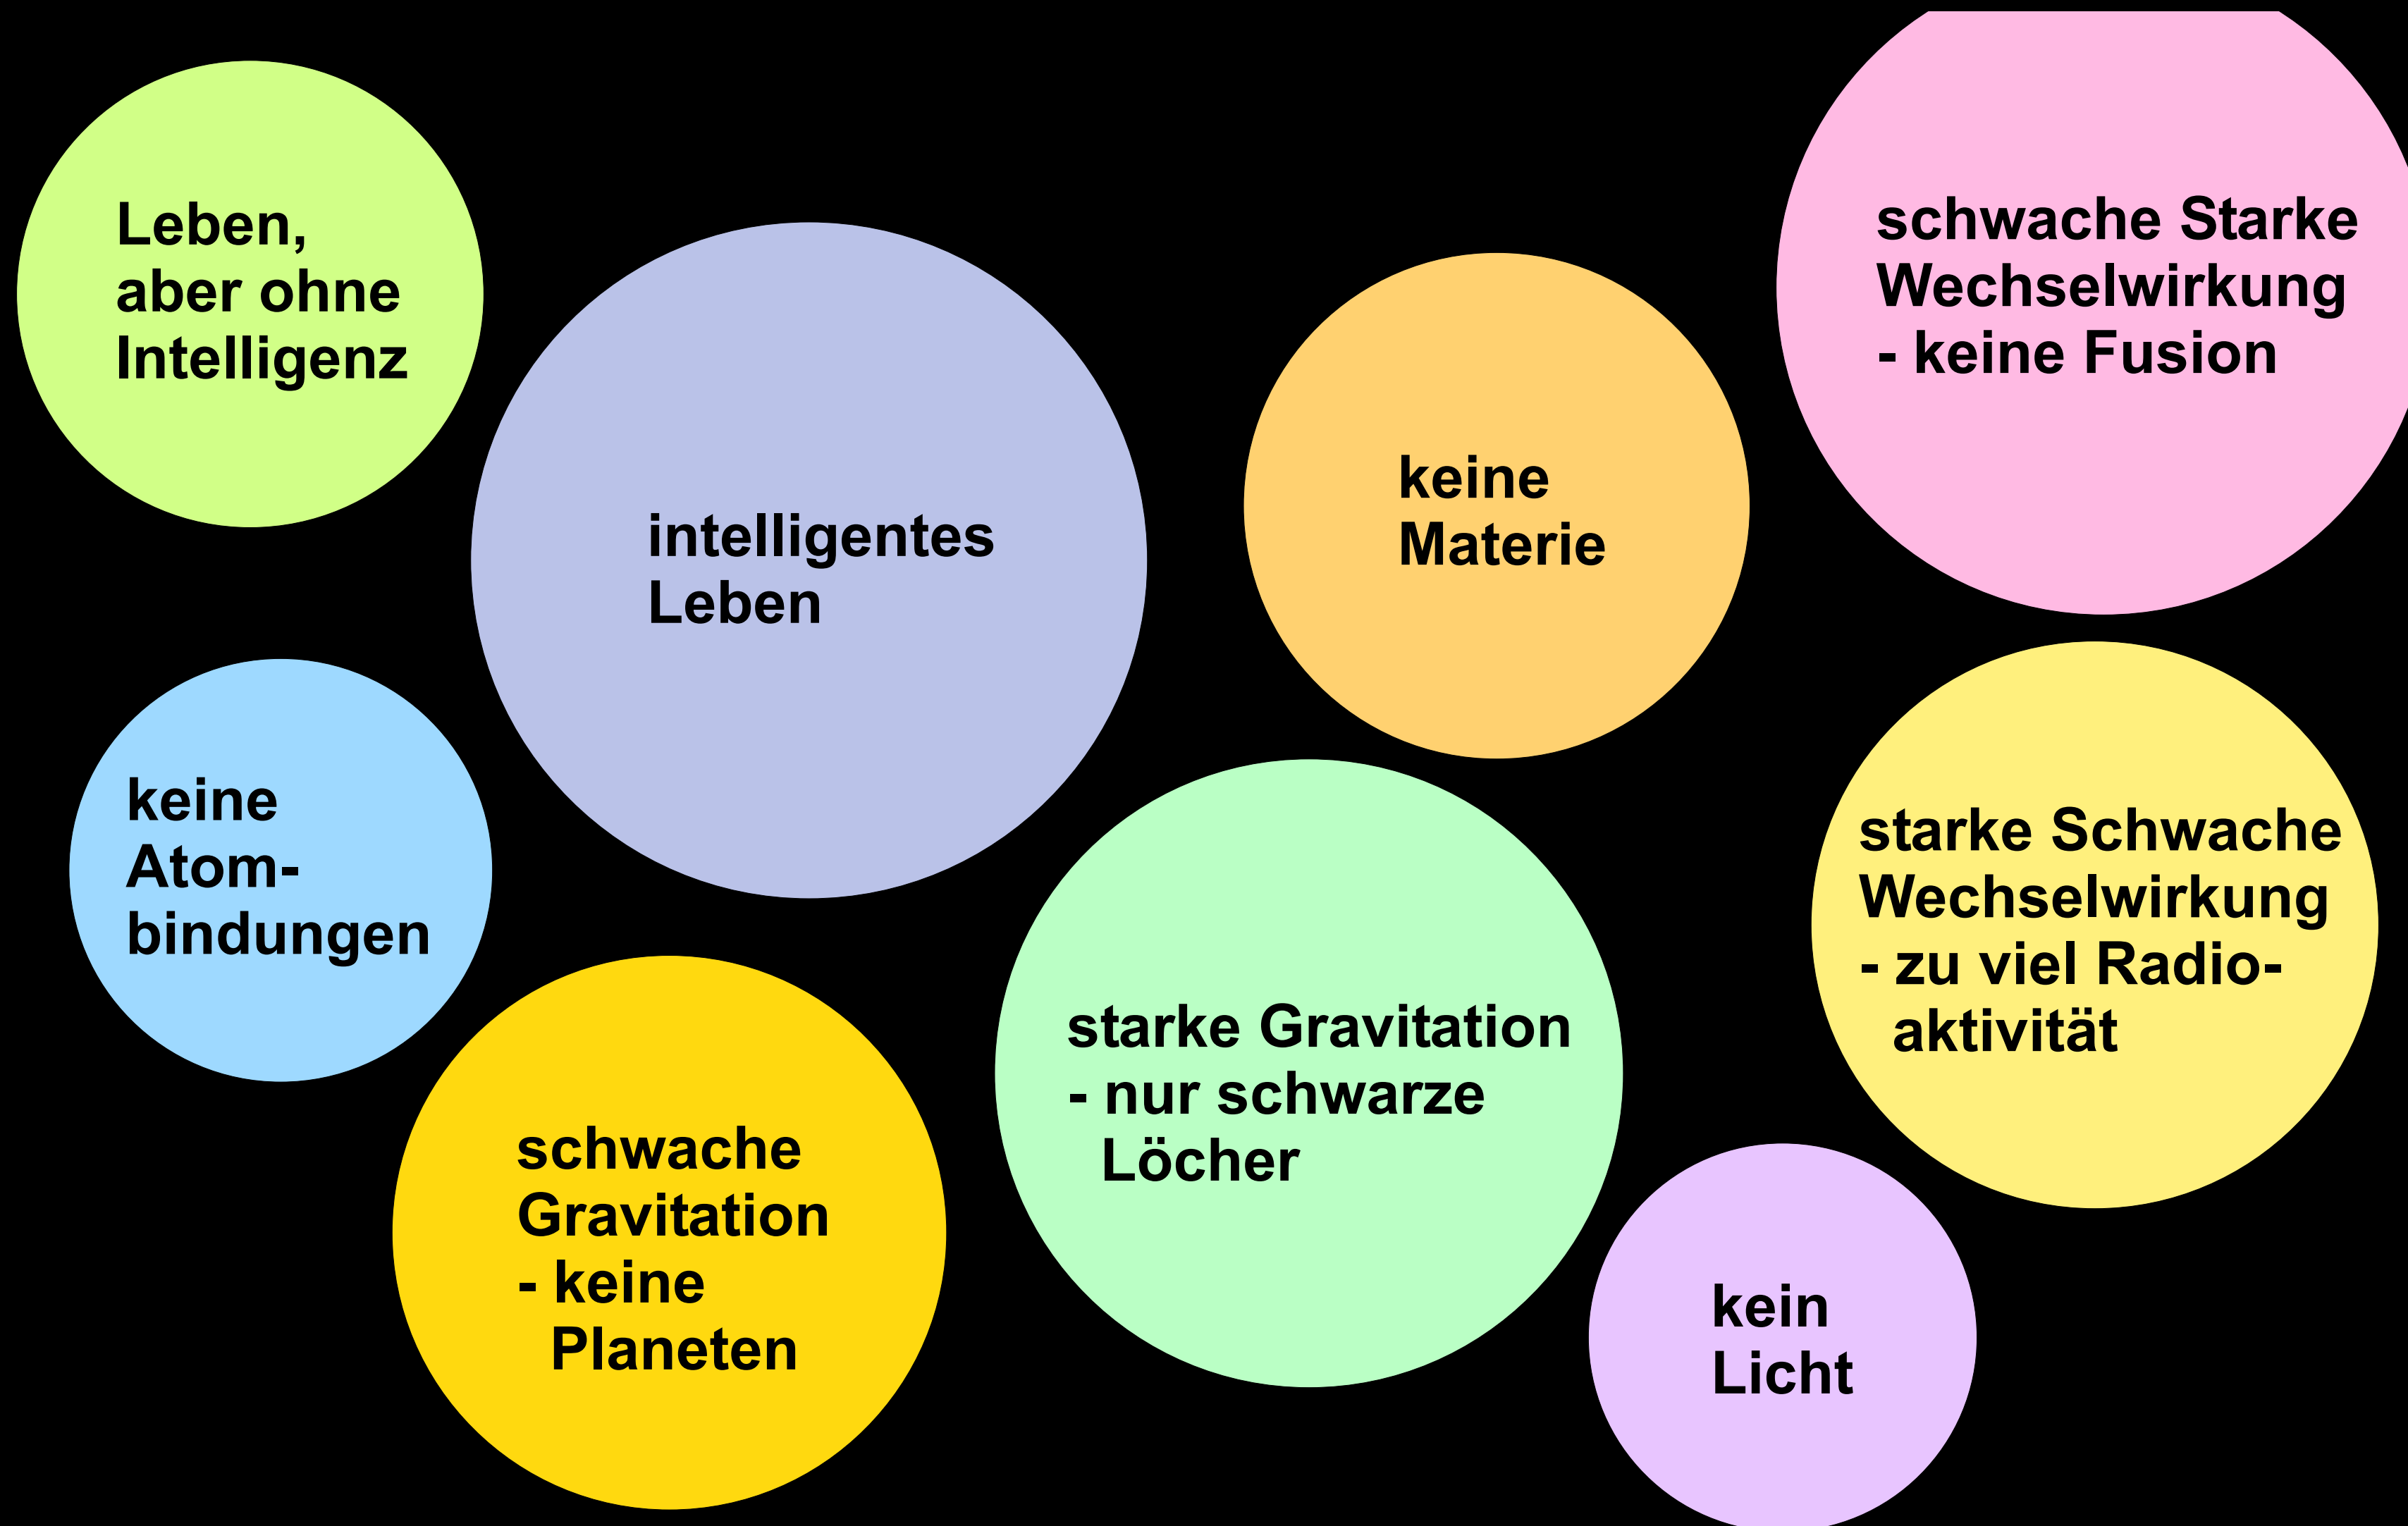 Leben,
aber ohne
Intelligenz
intelligentes
Leben
keine
Materie
schwache Starke
Wechselwirkung
- keine Fusion
keine
Atom-
bindungen
starke Schwache
Wechselwirkung
- zu viel Radio-
aktivität
schwache
Gravitation
- keine
Planeten
starke Gravitation
- nur schwarze
Löcher
kein
Licht